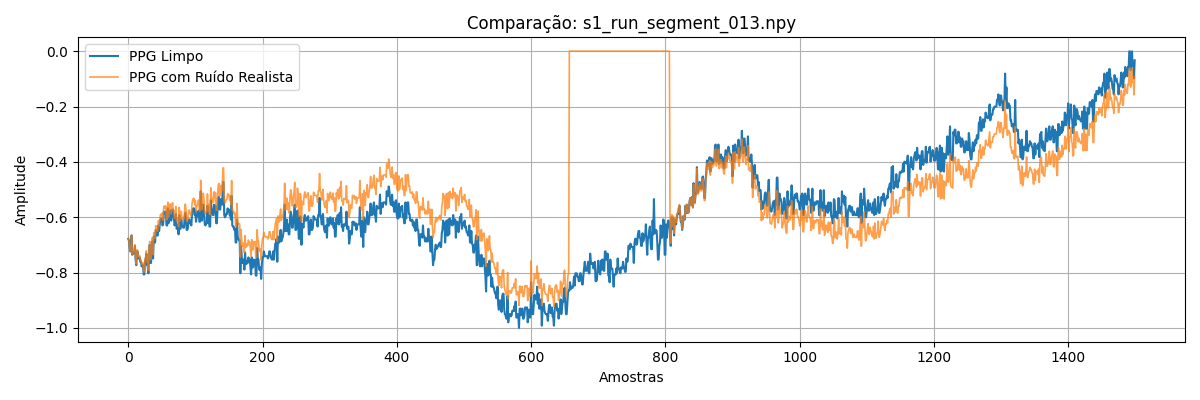 Comparação: s1_run_segment_013.npy
PPG Limpo
PPG com Ruído Realista
Amplitude
0.0
−0.2
−0.4
−0.6
−0.8
−1.0
0 200 400 600 800 1000 1200 1400
Amostras